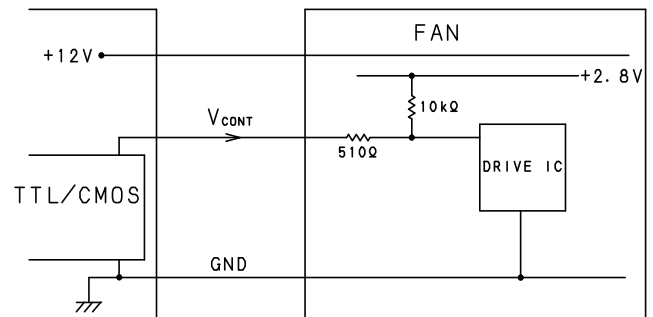 FAN
+12V
+2.8V
10kΩ
VCONT
510Ω
DRIVE IC
TTL/CMOS
GND